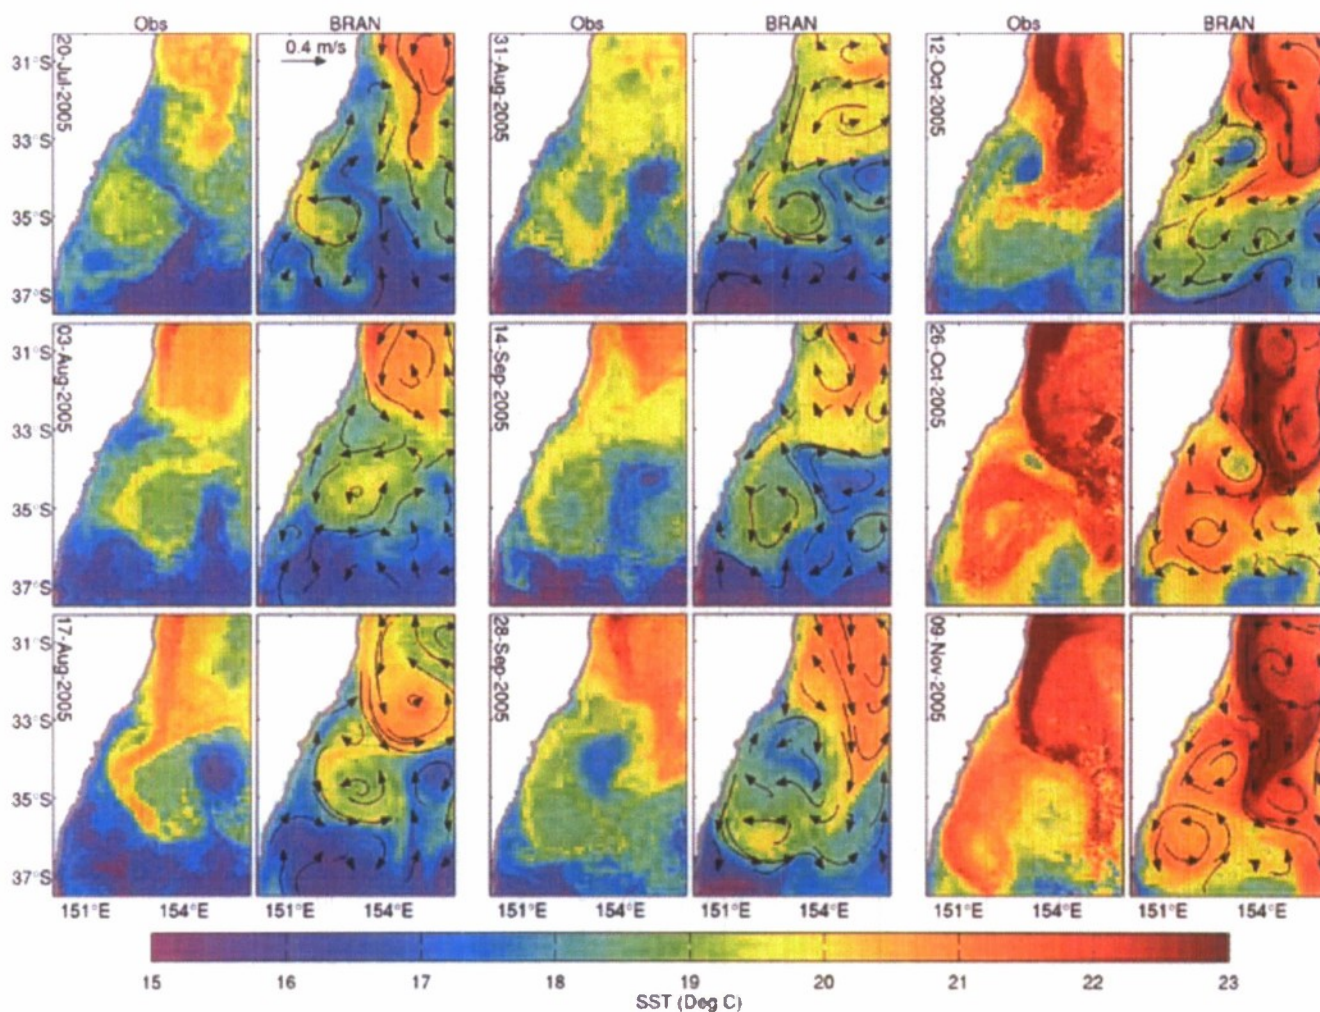 Obs BRAN Obs BRAN Obs BRAN
20-Jul-2005 0.4 m/s 31-Aug-2005 12-Oct-2005
31°S
33°S
35°S
37°S
03-Aug-2005 14-Sep-2005 26-Oct-2005
31°S
33°S
35°S
37°S
17-Aug-2005 28-Sep-2005 09-Nov-2005
31°S
33°S
35°S
37°S
151°E 154°E 151°E 154°E 151°E 154°E 151°E 154°E 151°E 154°E 151°E 154°E
15 16 17 18 19 20 21 22 23
SST (Deg C)